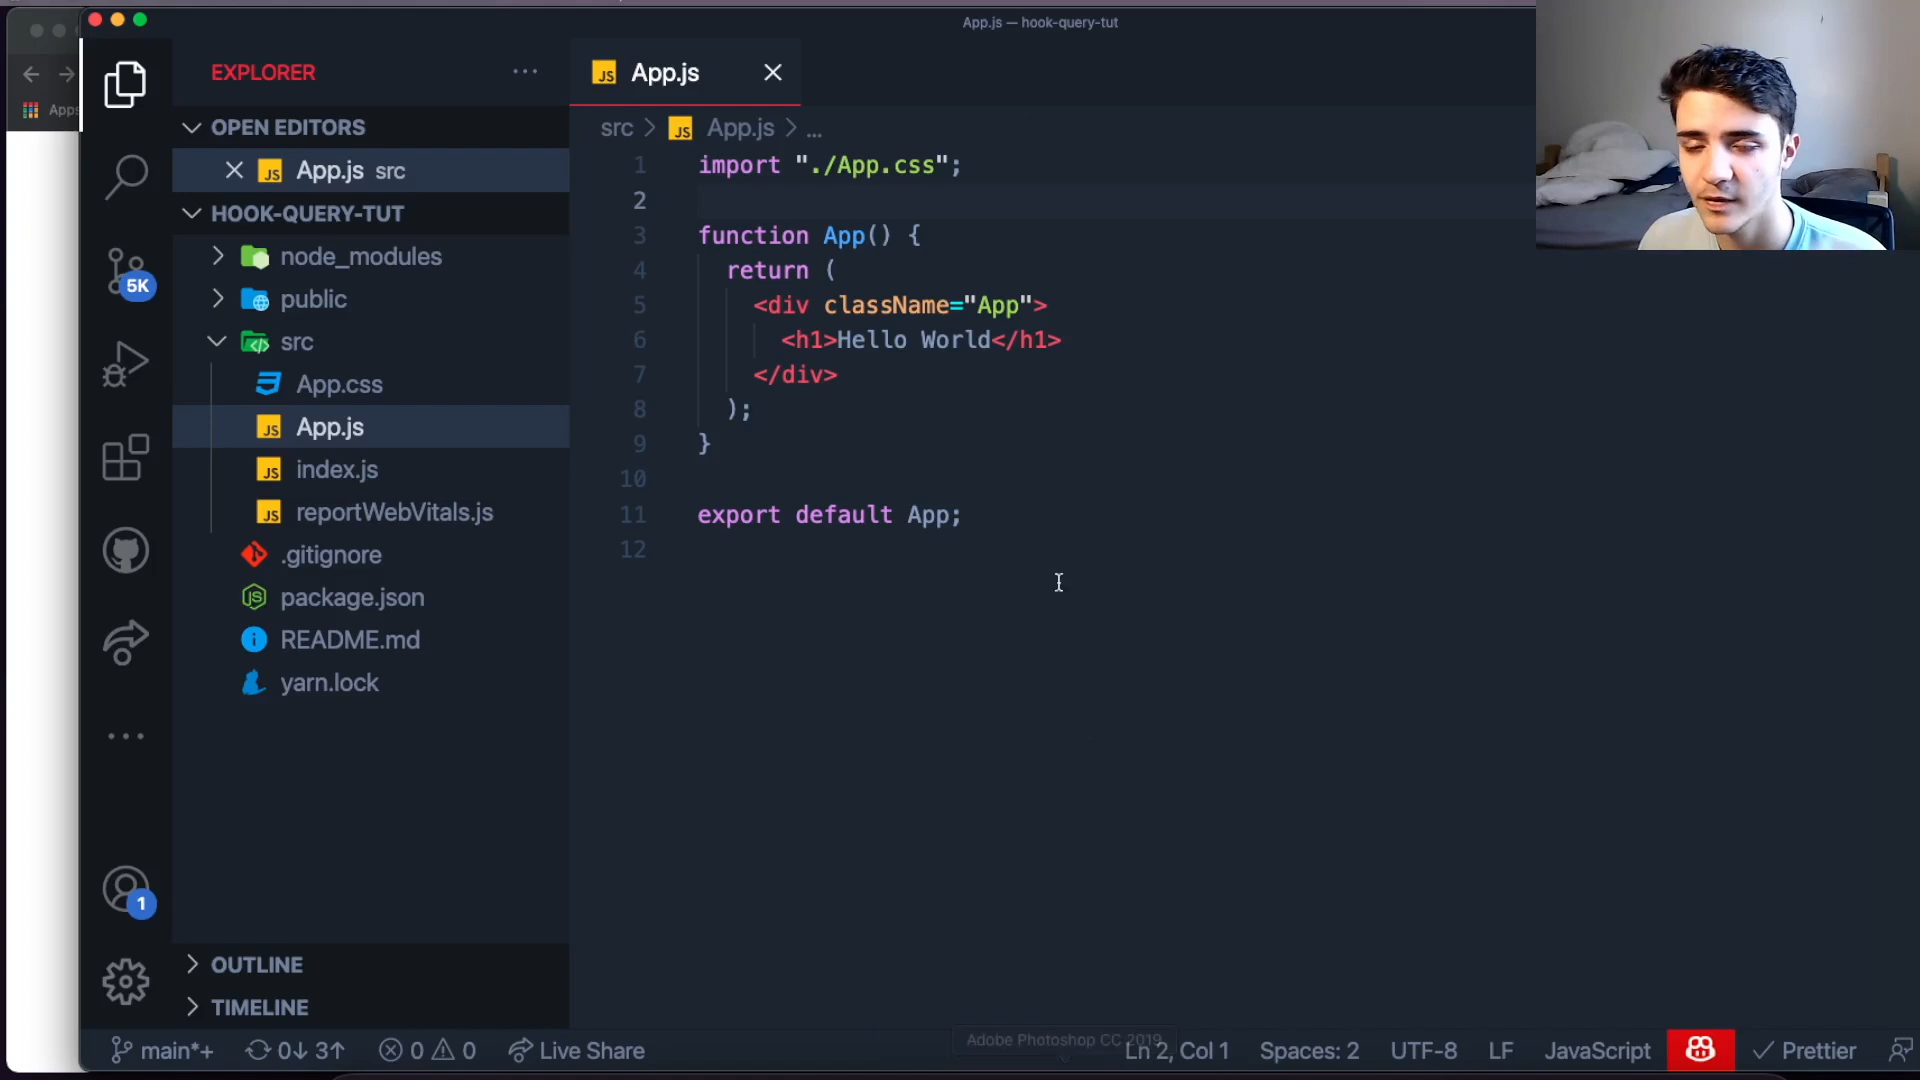 App.js — hook-query-tut
Apps
EXPLORER
App.js
OPEN EDITORS
App.js src
HOOK-QUERY-TUT
node_modules
public
src
App.css
App.js
index.js
reportWebVitals.js
.gitignore
package.json
README.md
yarn.lock
OUTLINE
TIMELINE
5K
1
src > JS App.js > ...
1 import "./App.css";
2
3 function App() {
4 return (
5 <div className="App">
6 <h1>Hello World</h1>
7 </div>
8 );
9 }
10
11 export default App;
12
Adobe Photoshop CC 2019
main*+ 0↓ 3↑ 0 0 Live Share Ln 2, Col 1 Spaces: 2 UTF-8 LF JavaScript Prettier